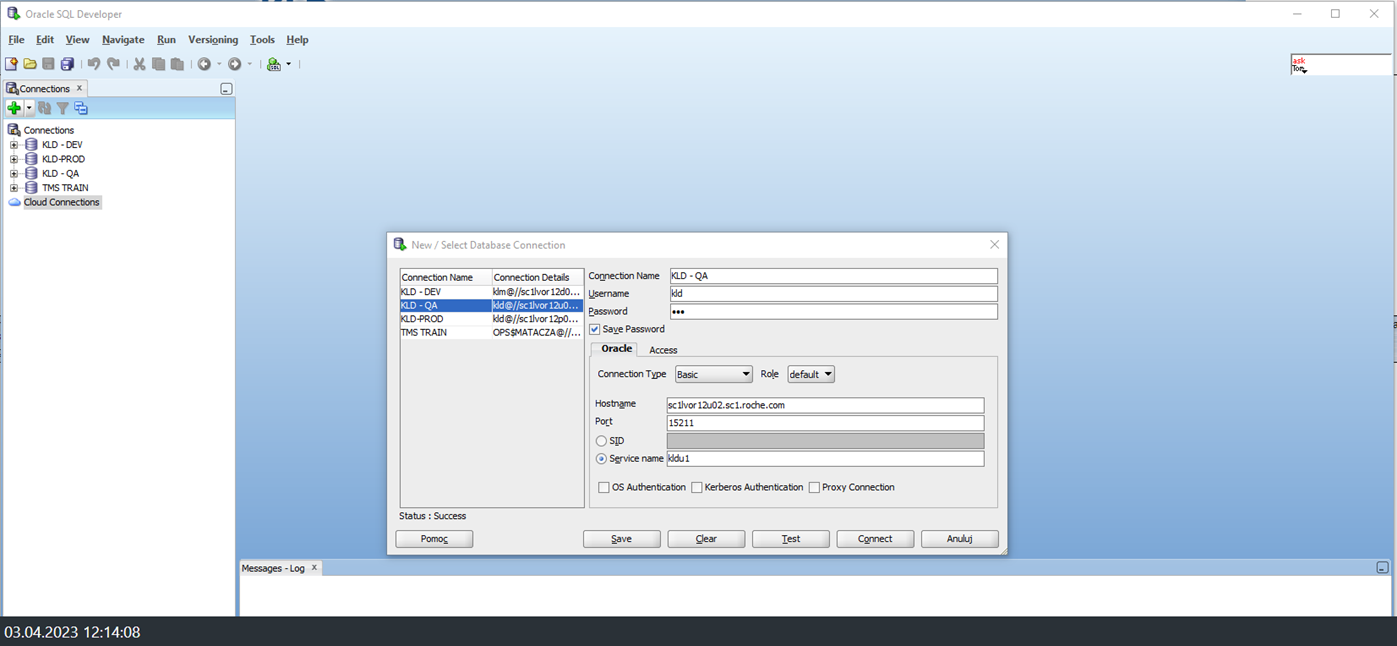 Oracle SQL Developer
File Edit View Navigate Run Versioning Tools Help
SQL
ask
Tom
Connections x
Connections
KLD - DEV
KLD-PROD
KLD - QA
TMS TRAIN
Cloud Connections
New / Select Database Connection
Connection Name Connection Details
KLD - DEV klm@//sc1lvor12d0...
KLD - QA kld@//sc1lvor12u0...
KLD-PROD kld@//sc1lvor12p0...
TMS TRAIN OPS$MATACZA@//...
Connection Name KLD - QA
Username kld
Password •••
Save Password
Oracle Access
Connection Type Basic Role default
Hostname sc1lvor12u02.sc1.roche.com
Port 15211
SID
Service name kldu1
OS Authentication Kerberos Authentication Proxy Connection
Status : Success
Pomoc Save Clear Test Connect Anuluj
Messages - Log x
03.04.2023 12:14:08